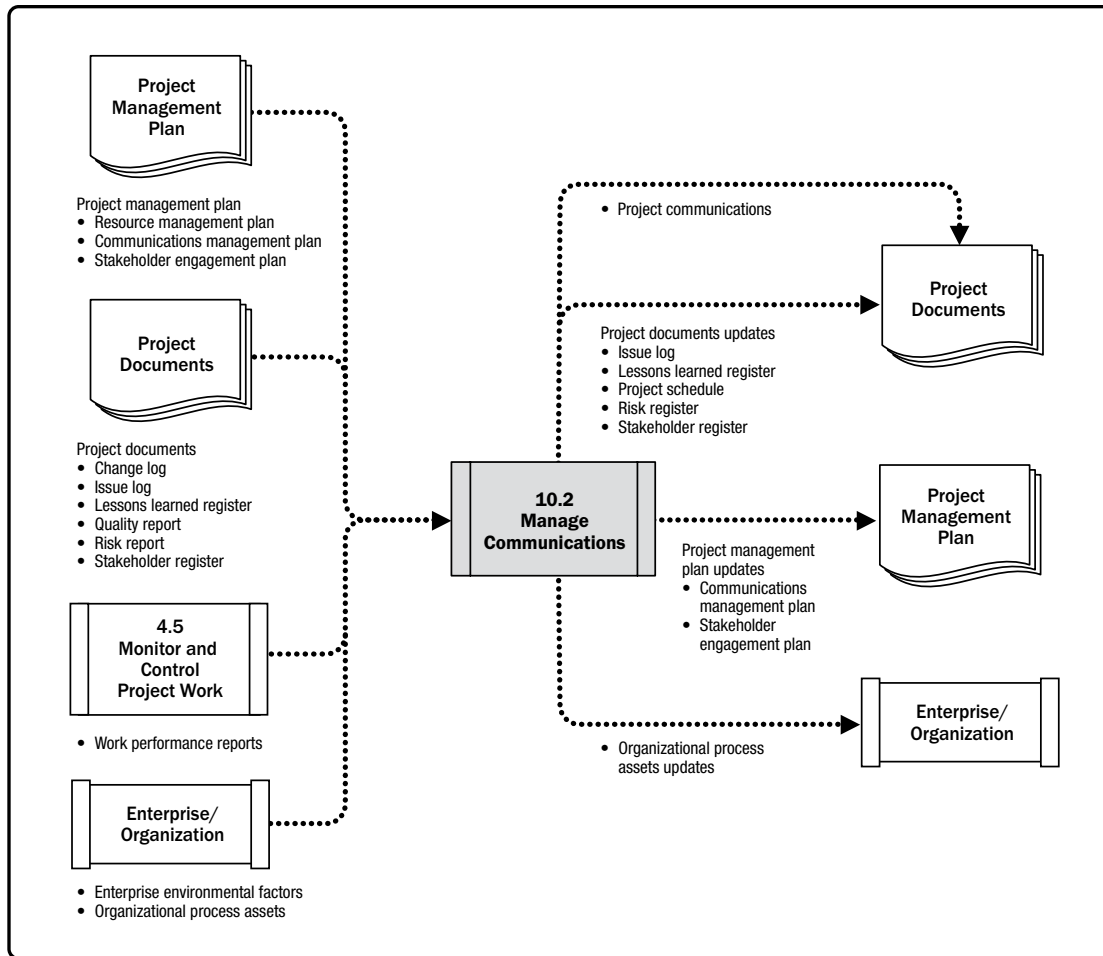 Project
Management
Plan
Project management plan
• Resource management plan
• Communications management plan
• Stakeholder engagement plan
Project
Documents
Project documents
• Change log
• Issue log
• Lessons learned register
• Quality report
• Risk report
• Stakeholder register
4.5
Monitor and
Control
Project Work
• Work performance reports
Enterprise/
Organization
• Enterprise environmental factors
• Organizational process assets
10.2
Manage
Communications
• Project communications
Project
Documents
Project documents updates
• Issue log
• Lessons learned register
• Project schedule
• Risk register
• Stakeholder register
Project
Management
Plan
Project management
plan updates
• Communications
management plan
• Stakeholder
engagement plan
Enterprise/
Organization
• Organizational process
assets updates